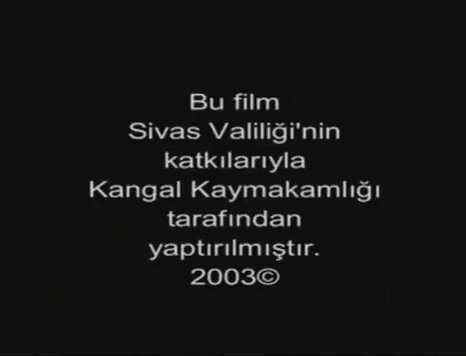 Bu film
Sivas Valiliği'nin
katkılarıyla
Kangal Kaymakamlığı
tarafından
yaptırılmıştır.
2003©